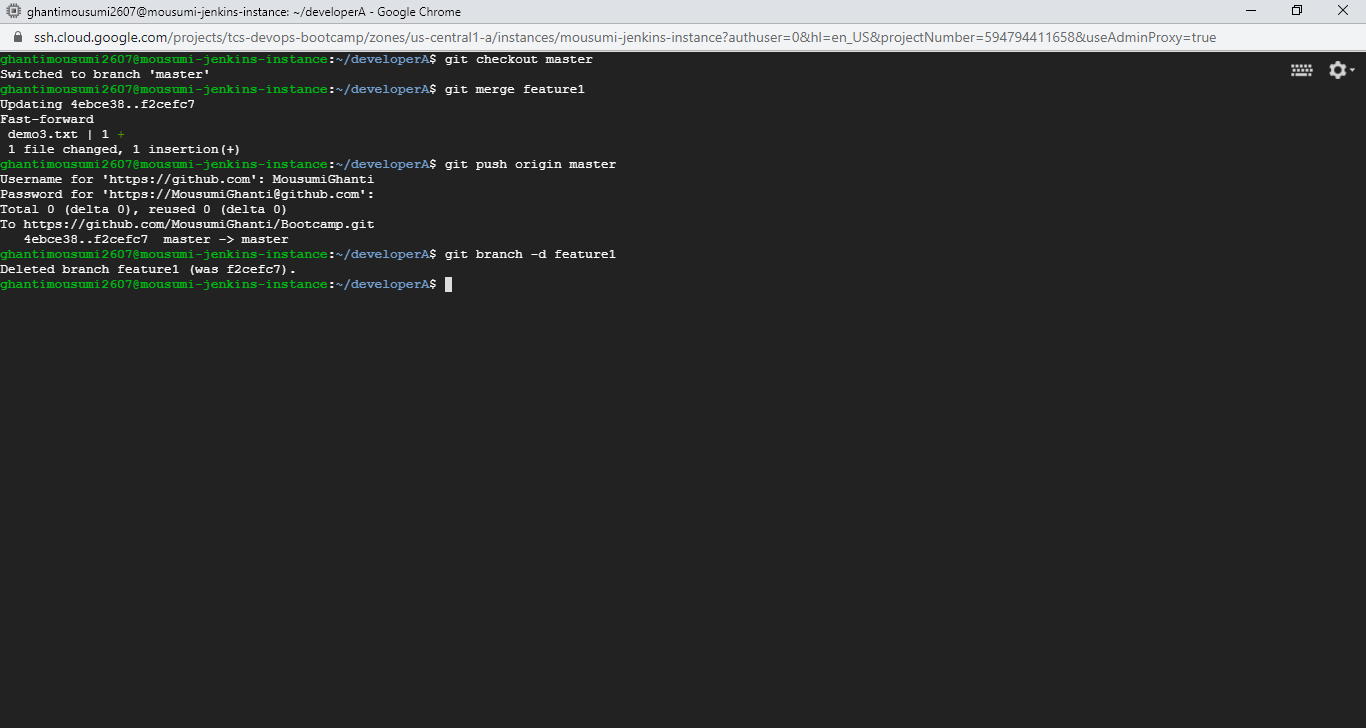 ghantimousumi2607@mousumi-jenkins-instance: ~/developerA - Google Chrome
ssh.cloud.google.com/projects/tcs-devops-bootcamp/zones/us-central1-a/instances/mousumi-jenkins-instance?authuser=0&hl=en_US&projectNumber=594794411658&useAdminProxy=true
ghantimousumi2607@mousumi-jenkins-instance:~/developerA$ git checkout master
Switched to branch 'master'
ghantimousumi2607@mousumi-jenkins-instance:~/developerA$ git merge feature1
Updating 4ebce38..f2cefc7
Fast-forward
 demo3.txt | 1 +
 1 file changed, 1 insertion(+)
ghantimousumi2607@mousumi-jenkins-instance:~/developerA$ git push origin master
Username for 'https://github.com': MousumiGhanti
Password for 'https://MousumiGhanti@github.com':
Total 0 (delta 0), reused 0 (delta 0)
To https://github.com/MousumiGhanti/Bootcamp.git
   4ebce38..f2cefc7  master -> master
ghantimousumi2607@mousumi-jenkins-instance:~/developerA$ git branch -d feature1
Deleted branch feature1 (was f2cefc7).
ghantimousumi2607@mousumi-jenkins-instance:~/developerA$